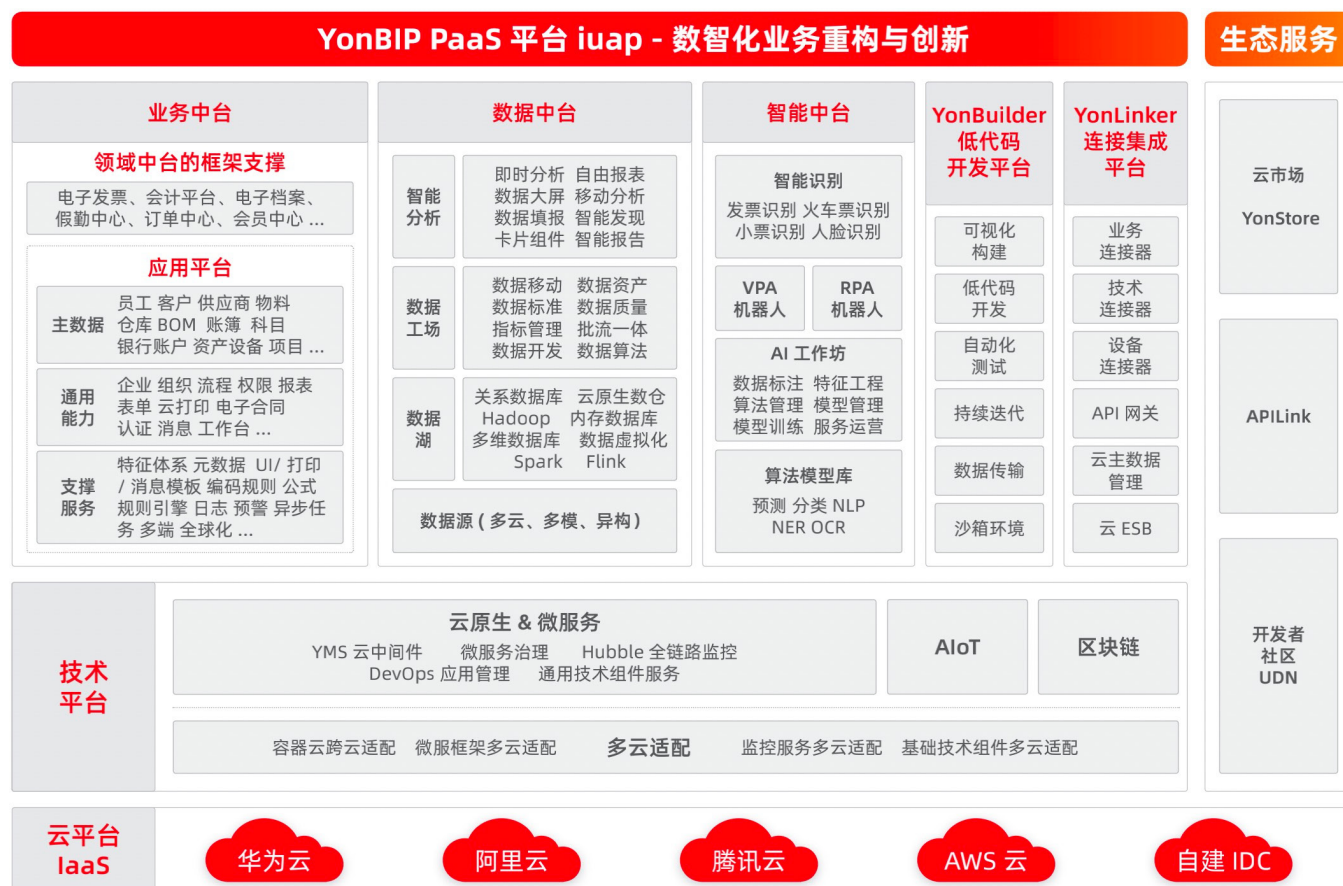 YonBIP PaaS 平台 iuap - 数智化业务重构与创新
生态服务
业务中台
领域中台的框架支撑
电子发票、会计平台、电子档案、
假勤中心、订单中心、会员中心 ...
应用平台
主数据
员工 客户 供应商 物料
仓库 BOM 账簿 科目
银行账户 资产设备 项目 ...
通用
能力
企业 组织 流程 权限 报表
表单 云打印 电子合同
认证 消息 工作台 ...
支撑
服务
特征体系 元数据 UI/ 打印
/ 消息模板 编码规则 公式
规则引擎 日志 预警 异步任
务 多端 全球化 ...
数据中台
智能
分析
即时分析 自由报表
数据大屏 移动分析
数据填报 智能发现
卡片组件 智能报告
数据
工场
数据移动 数据资产
数据标准 数据质量
指标管理 批流一体
数据开发 数据算法
数据
湖
关系数据库 云原生数仓
Hadoop 内存数据库
多维数据库 数据虚拟化
Spark Flink
数据源 ( 多云、多模、异构 )
智能中台
智能识别
发票识别 火车票识别
小票识别 人脸识别
VPA
机器人
RPA
机器人
AI 工作坊
数据标注 特征工程
算法管理 模型管理
模型训练 服务运营
算法模型库
预测 分类 NLP
NER OCR
YonBuilder
低代码
开发平台
可视化
构建
低代码
开发
自动化
测试
持续迭代
数据传输
沙箱环境
YonLinker
连接集成
平台
业务
连接器
技术
连接器
设备
连接器
API 网关
云主数据
管理
云 ESB
云市场
YonStore
APILink
开发者
社区
UDN
技术
平台
云原生 & 微服务
YMS 云中间件 微服务治理 Hubble 全链路监控
DevOps 应用管理 通用技术组件服务
AIoT
区块链
容器云跨云适配 微服框架多云适配 多云适配 监控服务多云适配 基础技术组件多云适配
云平台
IaaS
华为云
阿里云
腾讯云
AWS 云
自建 IDC